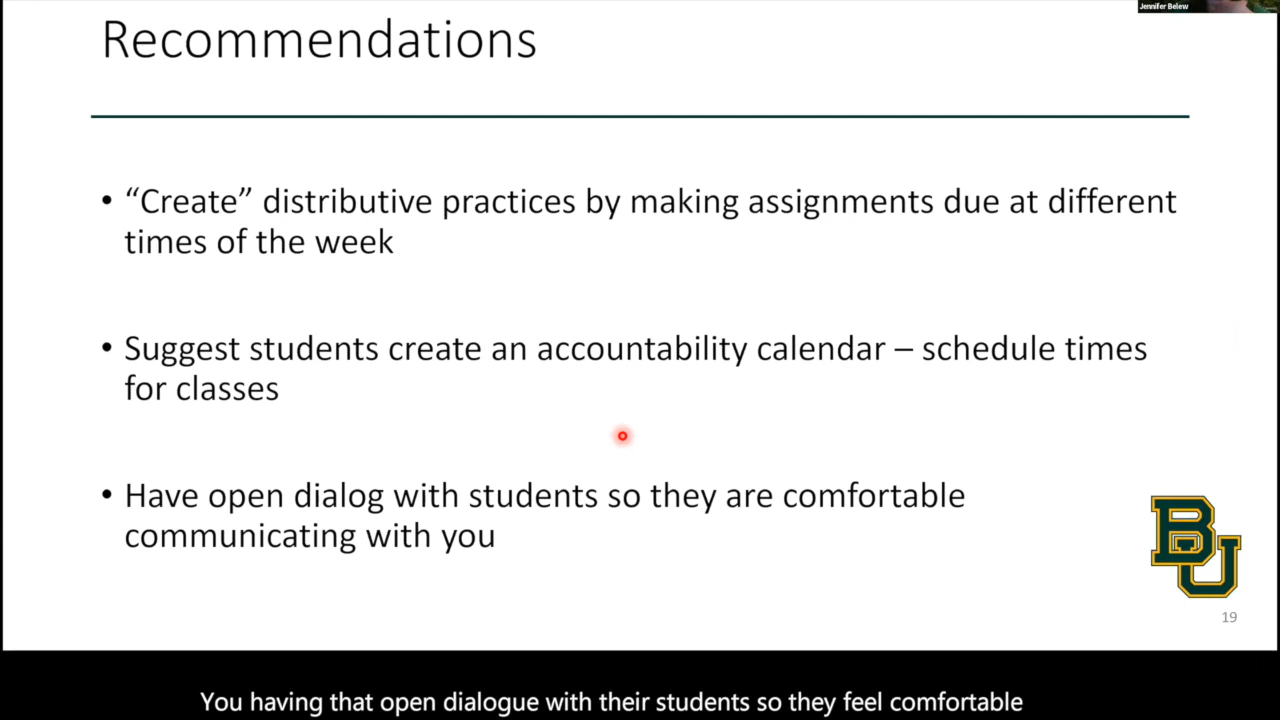 Jennifer Belew
Recommendations
• “Create” distributive practices by making assignments due at different
times of the week
• Suggest students create an accountability calendar – schedule times
for classes
• Have open dialog with students so they are comfortable
communicating with you
BU
19
You having that open dialogue with their students so they feel comfortable